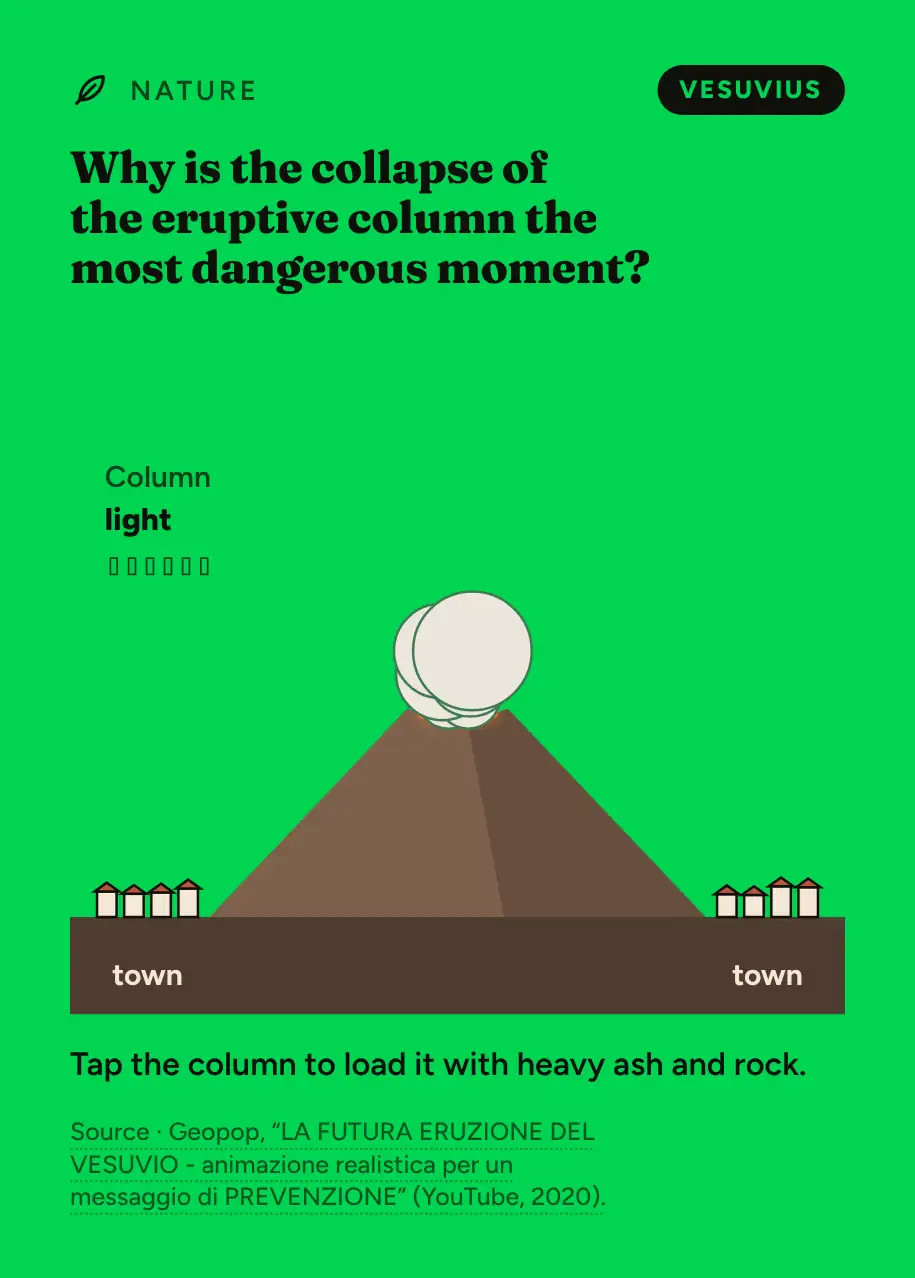 NATURE
VESUVIUS
Why is the collapse of
the eruptive column the
most dangerous moment?
Column
light
▯▯▯▯▯▯
town
town
Tap the column to load it with heavy ash and rock.
Source · Geopop, “LA FUTURA ERUZIONE DEL
VESUVIO - animazione realistica per un
messaggio di PREVENZIONE” (YouTube, 2020).